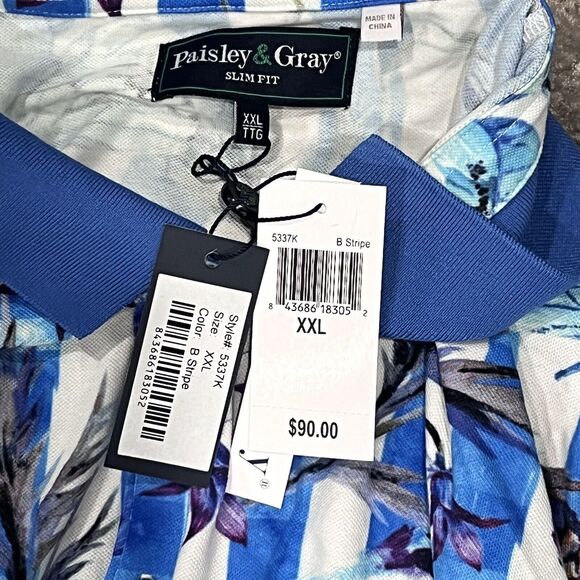 Paisley & Gray®
SLIM FIT
MADE IN
CHINA
XXL
TTG
5337K B Stripe
8 43686 18305 2
XXL
$90.00
Style#: 5337K
Size: XXL
Color: B Stripe
843686183052
y®